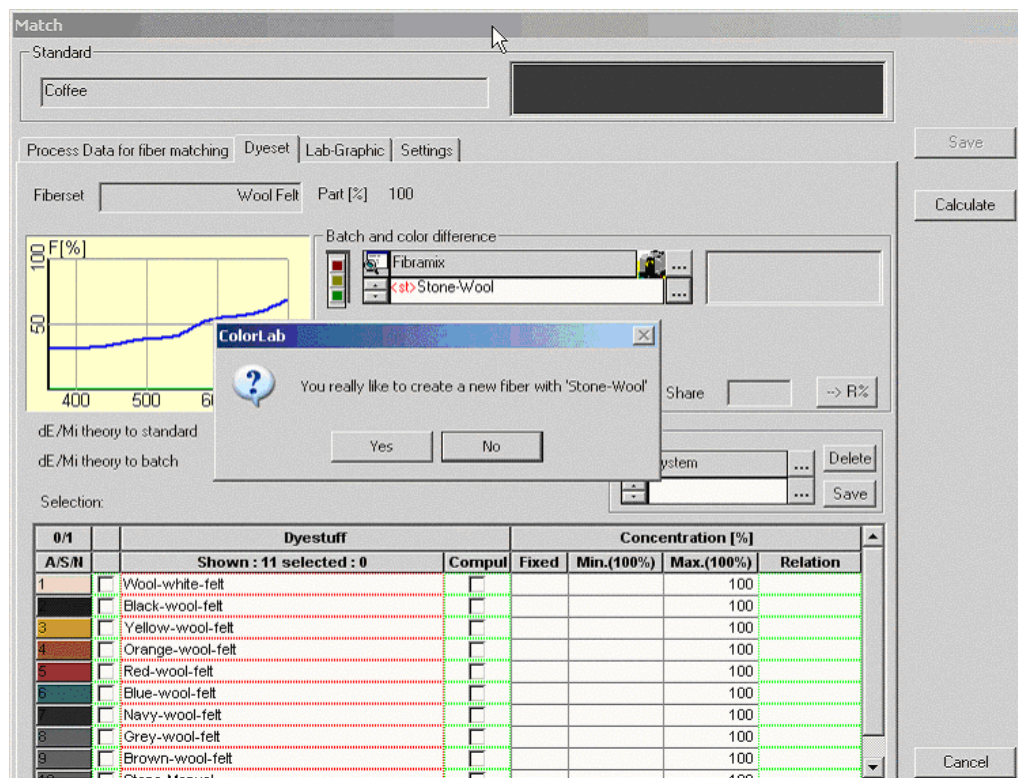 Match
Standard
Coffee
Save
Process Data for fiber matching Dyeset Lab-Graphic Settings
Fiberset Wool Felt Part [%] 100
Calculate
Batch and color difference
F[%]
100
50
Fibramix ...
<st>Stone-Wool ...
ColorLab
You really like to create a new fiber with 'Stone-Wool'
Yes No
Share --> R%
400 500
dE/Mi theory to standard
dE/Mi theory to batch
... Delete
... Save
Selection:
0/1 Dyestuff Concentration [%]
A/S/N Shown : 11 selected : 0 Compul Fixed Min.(100%) Max.(100%) Relation
1 Wool-white-felt 100
2 Black-wool-felt 100
3 Yellow-wool-felt 100
4 Orange-wool-felt 100
5 Red-wool-felt 100
6 Blue-wool-felt 100
7 Navy-wool-felt 100
8 Grey-wool-felt 100
9 Brown-wool-felt 100
Cancel